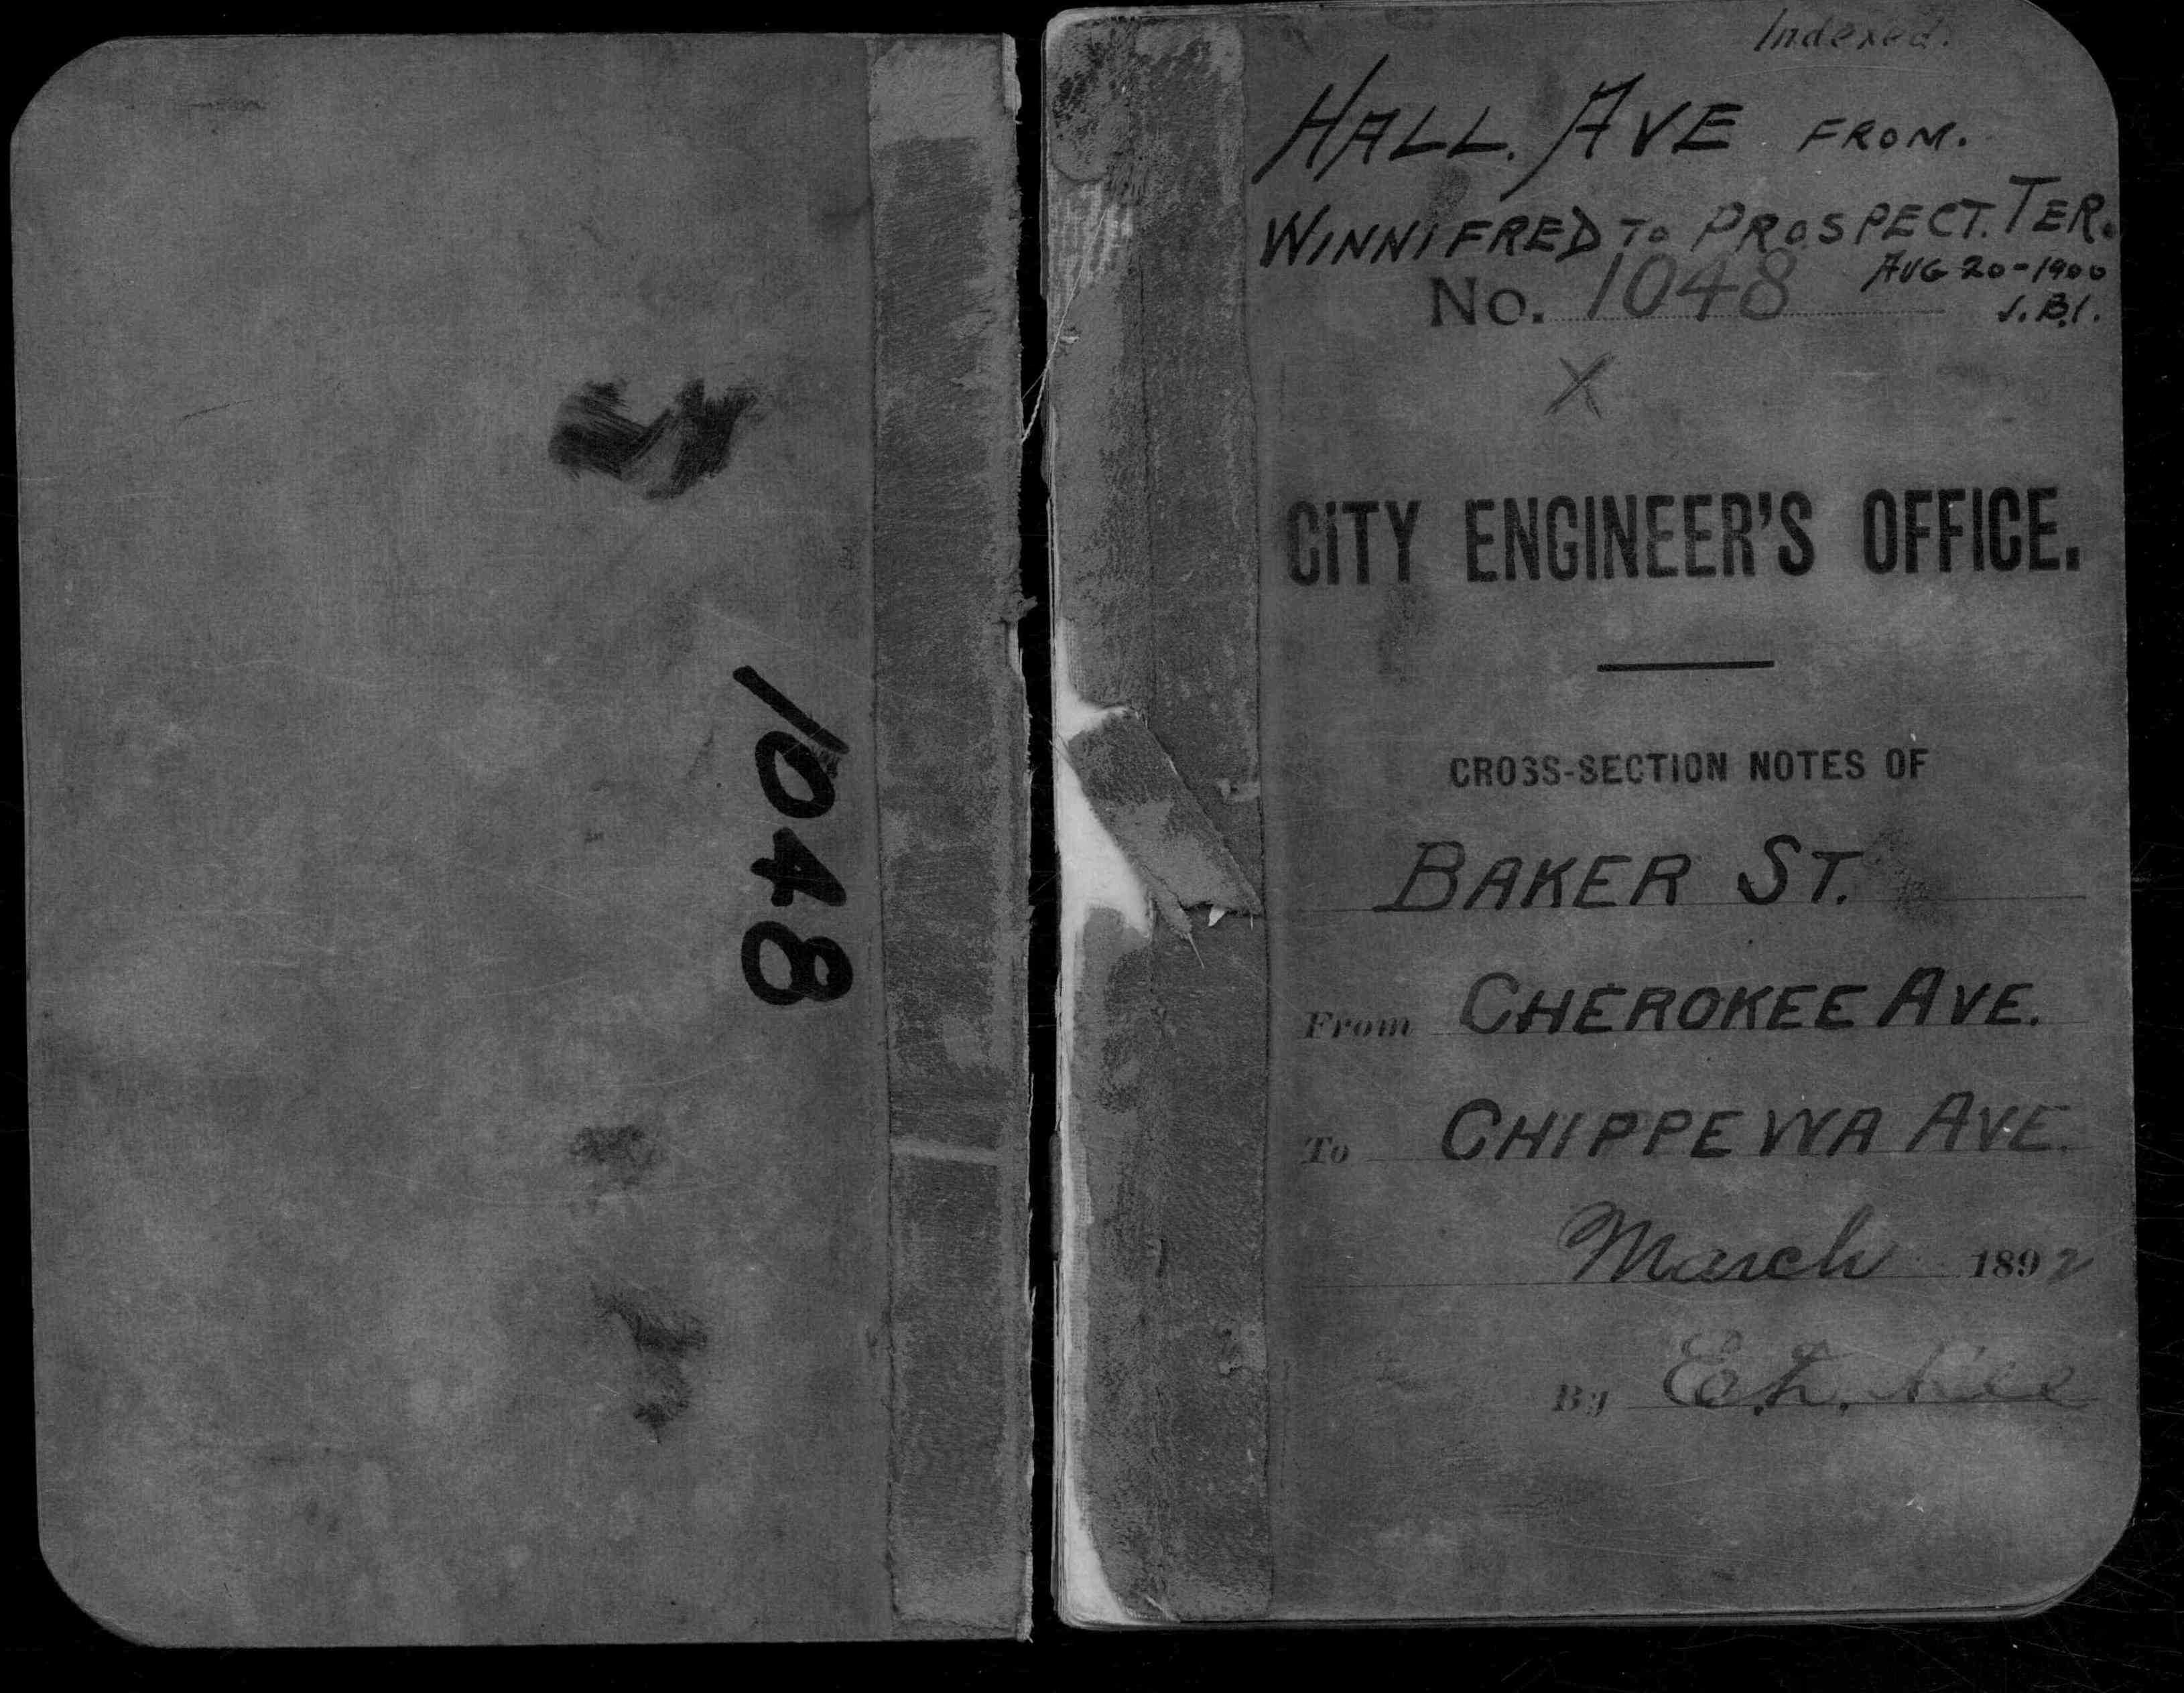 1048
Indexed.
HALL. AVE FROM.
WINNIFRED TO PROSPECT. TER.
AUG 20-1900
No. 1048
J.B.I.
X
CITY ENGINEER'S OFFICE.
CROSS-SECTION NOTES OF
BAKER ST.
From CHEROKEE AVE.
To CHIPPEWA AVE.
March 1892
By